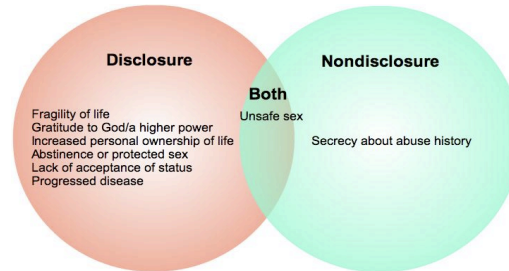 Disclosure
Fragility of life
Gratitude to God/a higher power
Increased personal ownership of life
Abstinence or protected sex
Lack of acceptance of status
Progressed disease
Both
Unsafe sex
Nondisclosure
Secrecy about abuse history